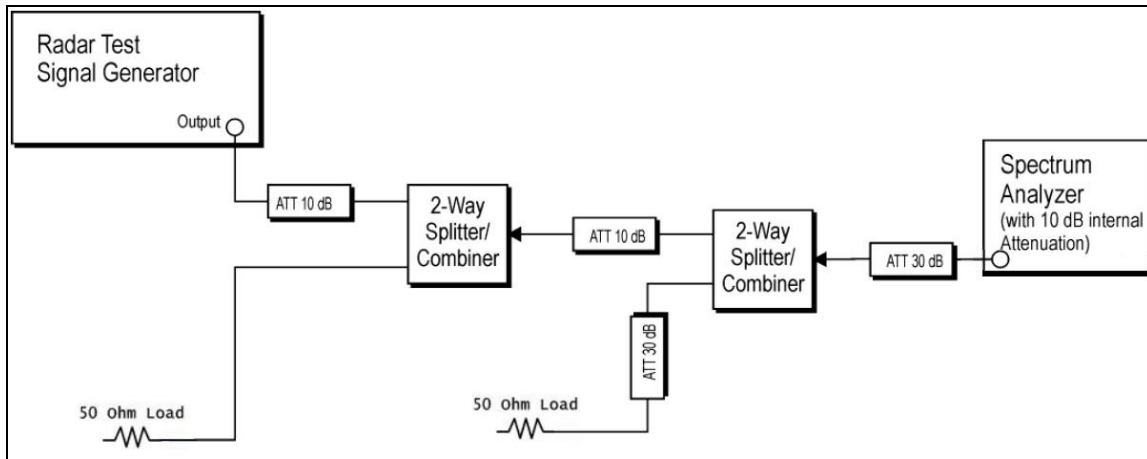 Radar Test
Signal Generator
Output
ATT 10 dB
2-Way
Splitter/
Combiner
ATT 10 dB
2-Way
Splitter/
Combiner
ATT 30 dB
Spectrum
Analyzer
(with 10 dB internal
Attenuation)
ATT 30 dB
50 Ohm Load
50 Ohm Load